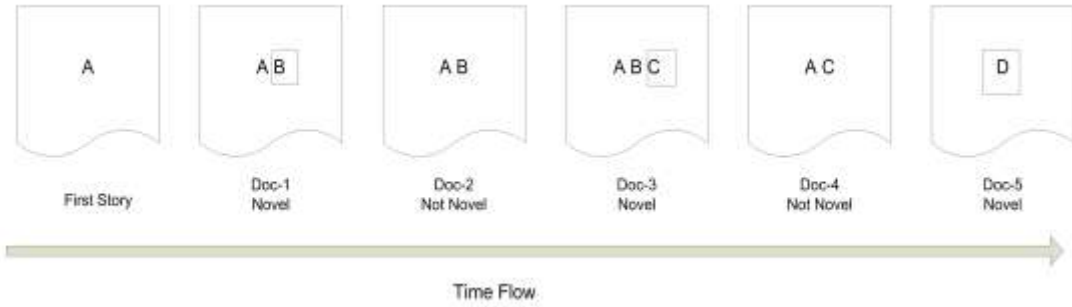 A
A B
A B
A B C
A C
D
First Story
Doc-1
Novel
Doc-2
Not Novel
Doc-3
Novel
Doc-4
Not Novel
Doc-5
Novel
Time Flow